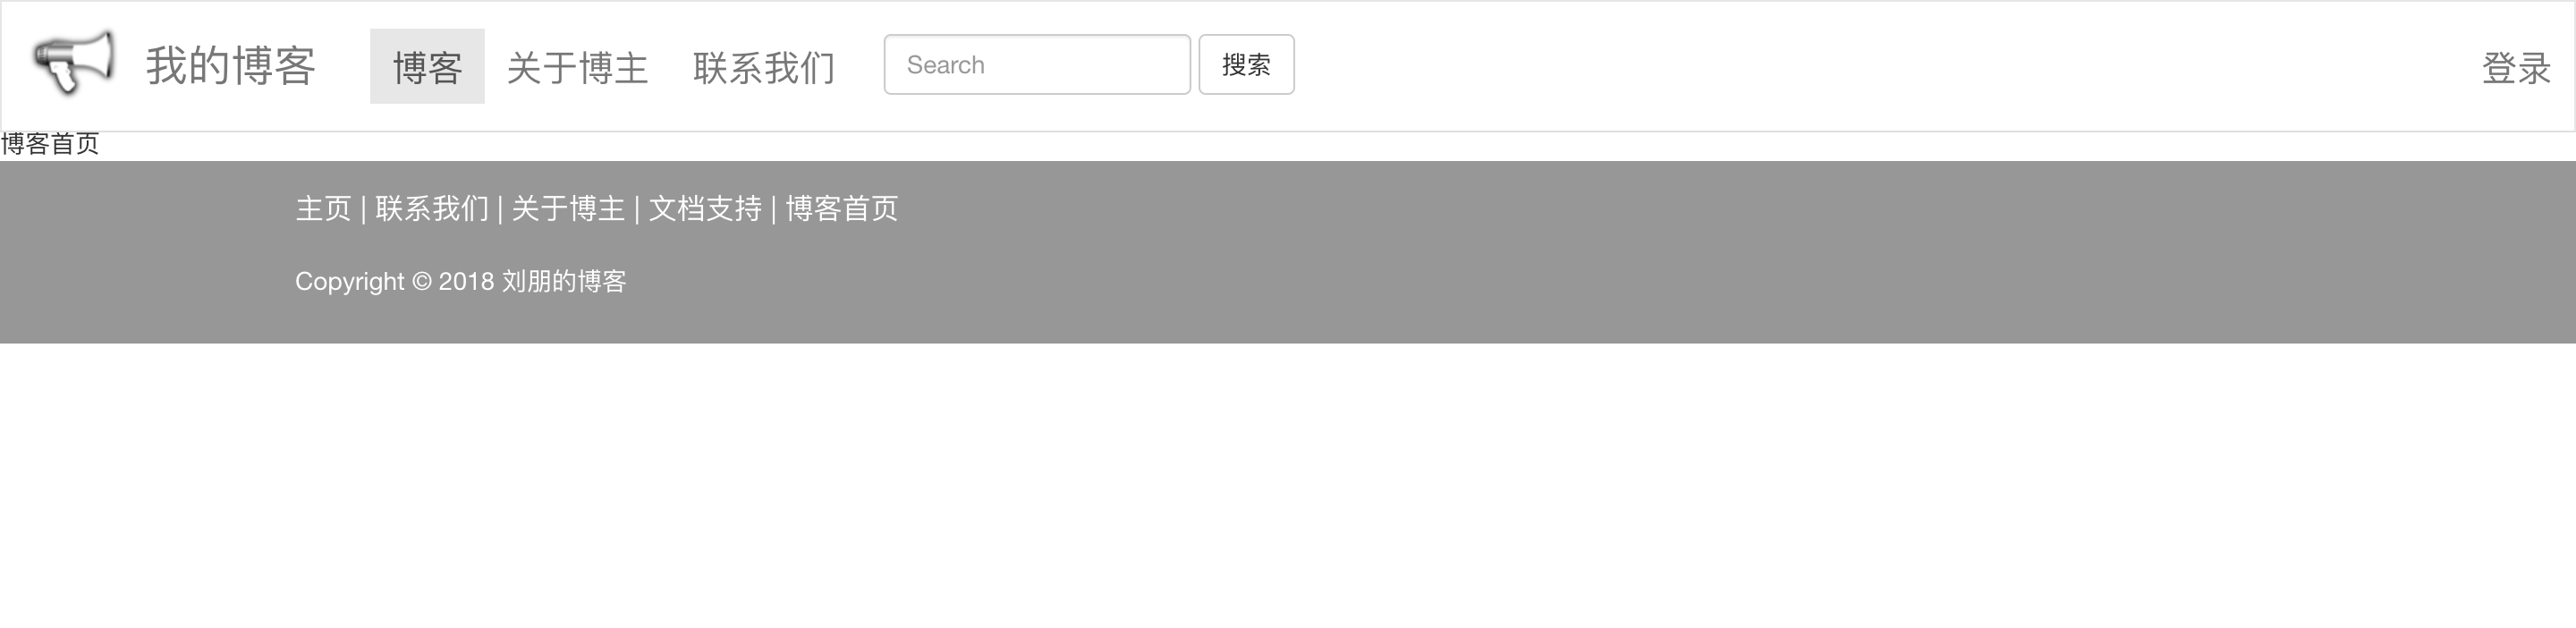 我的博客 博客 关于博主 联系我们 Search 搜索 登录
博客首页
主页 | 联系我们 | 关于博主 | 文档支持 | 博客首页
Copyright © 2018 刘朋的博客